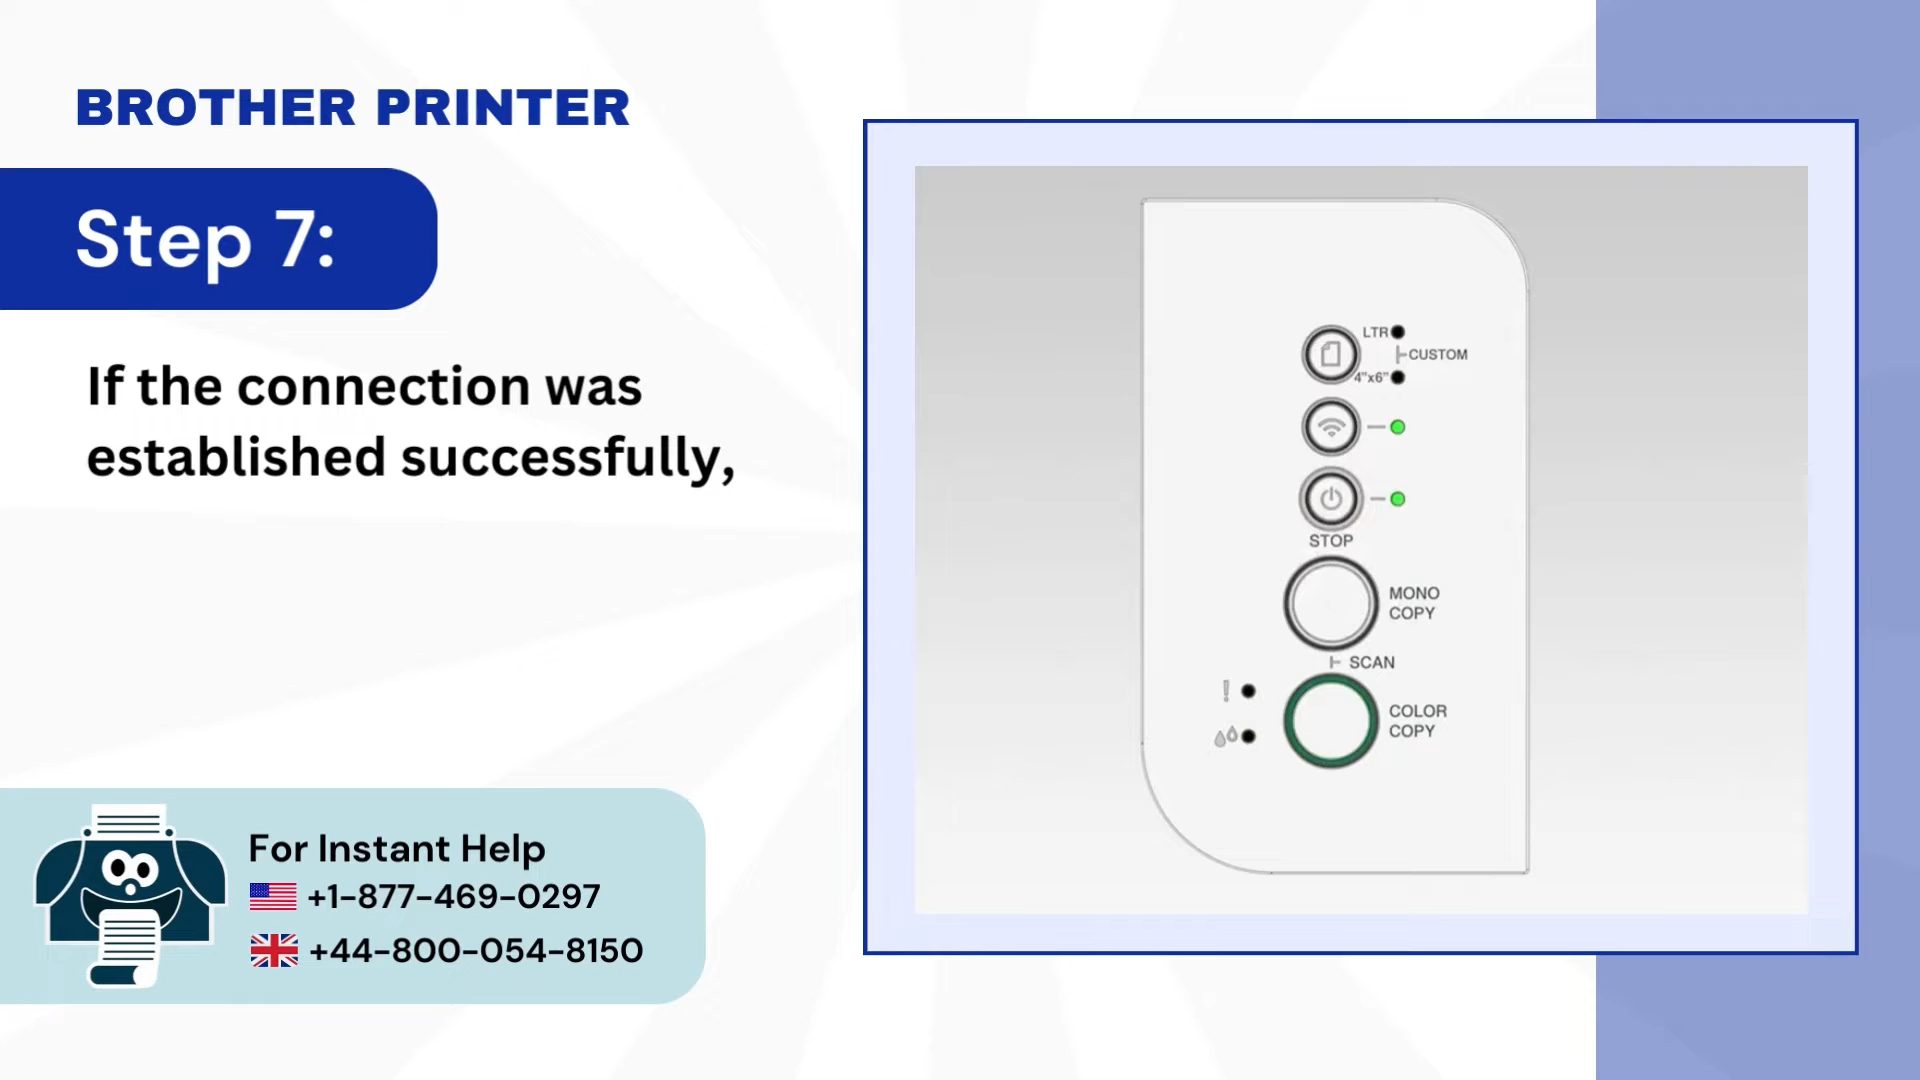 BROTHER PRINTER
Step 7:
If the connection was
established successfully,
For Instant Help
+1-877-469-0297
+44-800-054-8150
LTR
CUSTOM
4"x6"
STOP
MONO
COPY
SCAN
!
COLOR
COPY